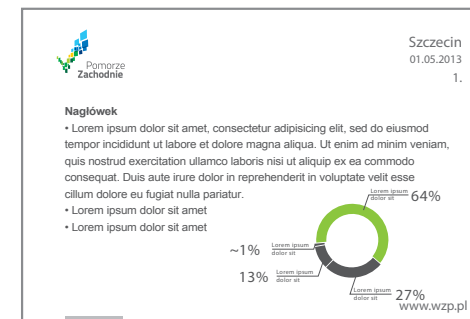 Pomorze
Zachodnie
Szczecin
01.05.2013
1.
Nagłówek
• Lorem ipsum dolor sit amet, consectetur adipisicing elit, sed do eiusmod
tempor incididunt ut labore et dolore magna aliqua. Ut enim ad minim veniam,
quis nostrud exercitation ullamco laboris nisi ut aliquip ex ea commodo
consequat. Duis aute irure dolor in reprehenderit in voluptate velit esse
cillum dolore eu fugiat nulla pariatur.
• Lorem ipsum dolor sit amet
• Lorem ipsum dolor sit amet
Lorem ipsum
dolor sit
64%
~1%
Lorem ipsum
dolor sit
13%
Lorem ipsum
dolor sit
Lorem ipsum
dolor sit
27%
www.wzp.pl